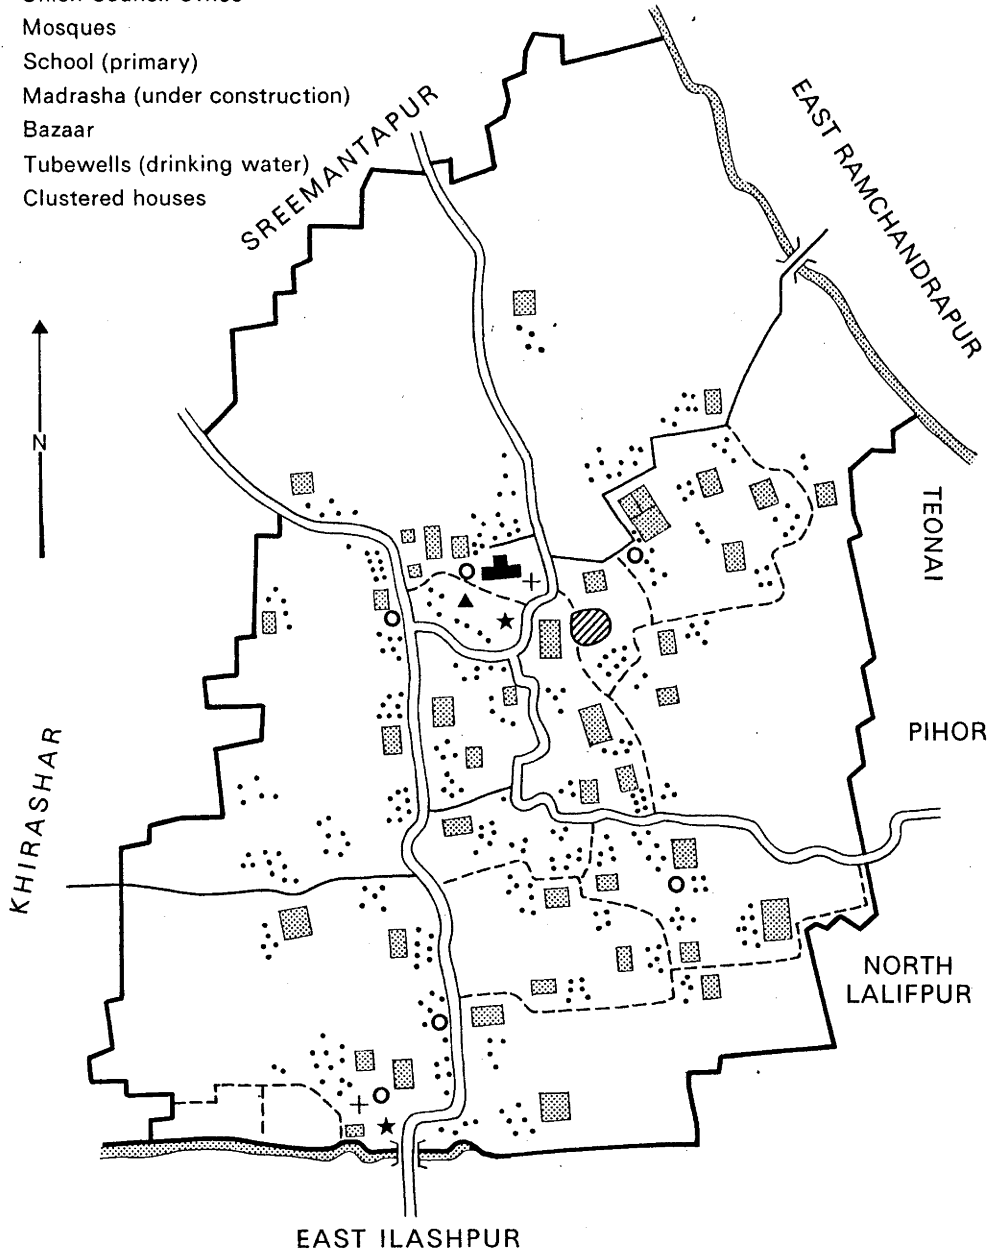 Mosques
School (primary)
Madrasha (under construction)
Bazaar
Tubewells (drinking water)
Clustered houses
SREEMANTAPUR
EAST RAMCHANDRAPUR
N
TEONAI
PIHOR
KHIRASHAR
NORTH
LALIFPUR
EAST ILASHPUR